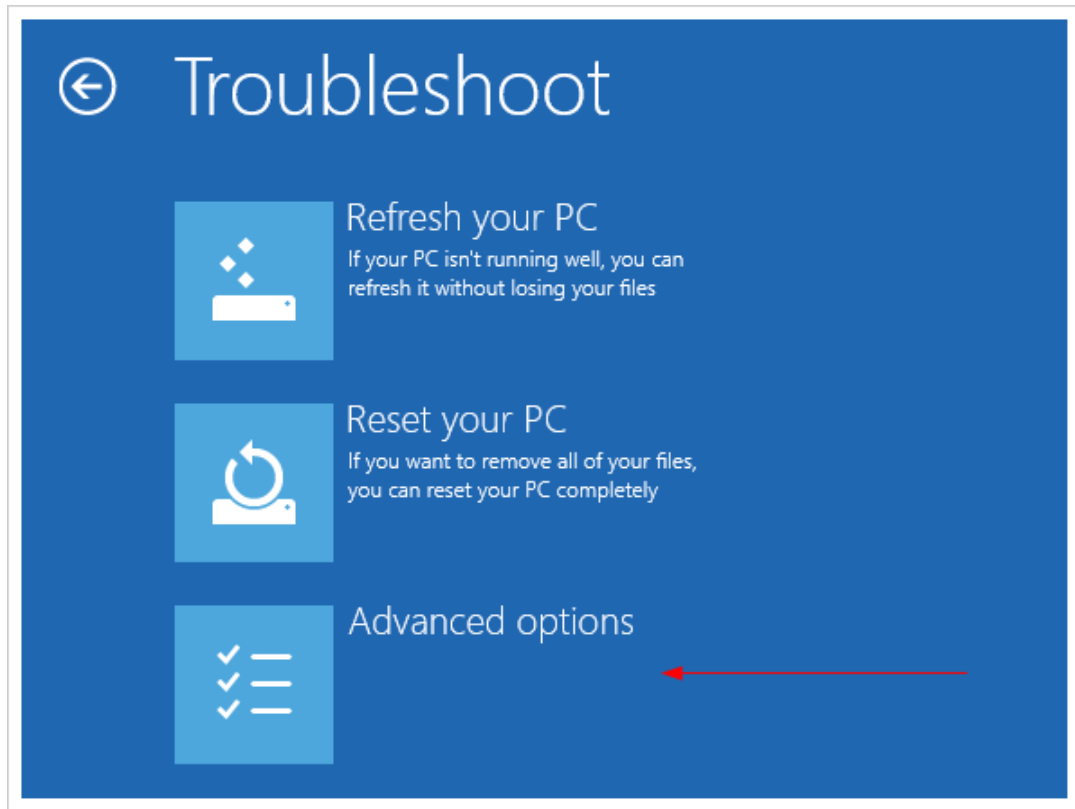 Troubleshoot
Refresh your PC
If your PC isn't running well, you can
refresh it without losing your files
Reset your PC
If you want to remove all of your files,
you can reset your PC completely
Advanced options